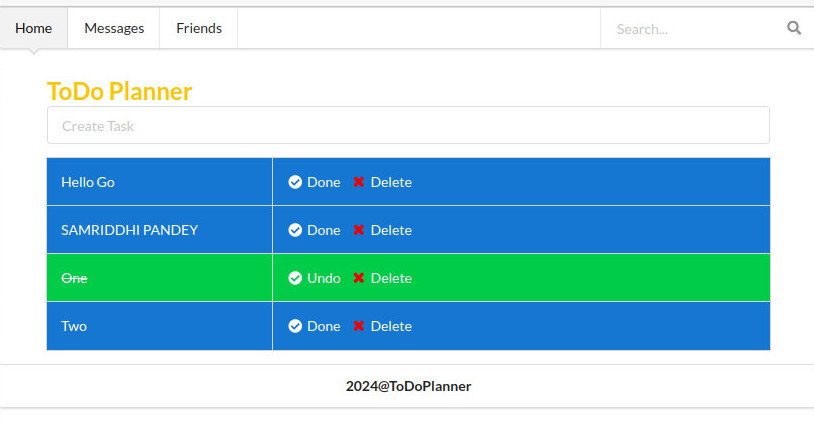 Home Messages Friends Search...
ToDo Planner
Create Task
Hello Go Done Delete
SAMRIDDHI PANDEY Done Delete
One Undo Delete
Two Done Delete
2024@ToDoPlanner